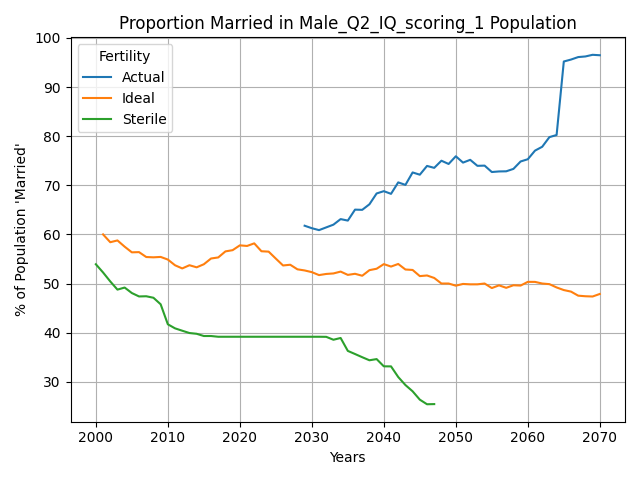 Proportion Married in Male_Q2_IQ_scoring_1 Population
Fertility
Actual
Ideal
Sterile
% of Population 'Married'
100
90
80
70
60
50
40
30
2000 2010 2020 2030 2040 2050 2060 2070
Years